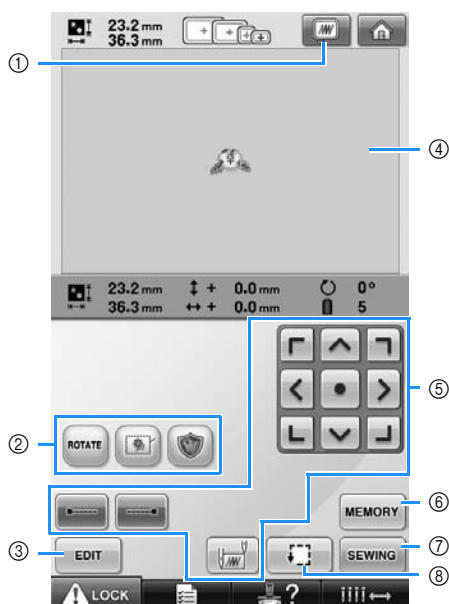 23.2 mm
36.3 mm
①
④
23.2 mm + 0.0 mm 0°
36.3 mm + 0.0 mm 5
⑤
②
ROTATE
MEMORY
⑥
③
EDIT
SEWING
⑦
⑧
LOCK
?